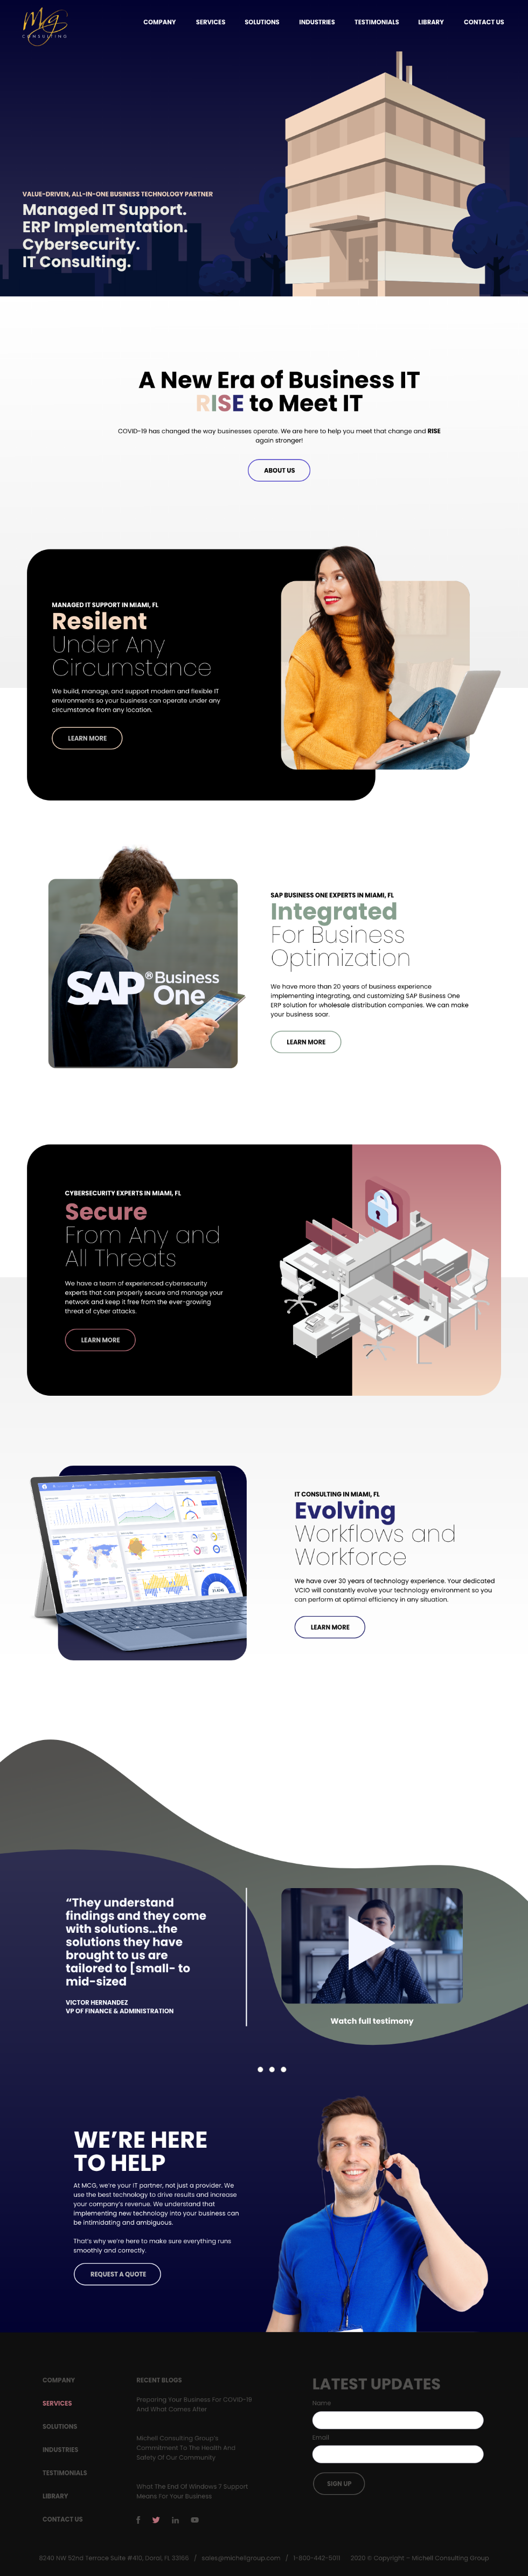 Mcg
CONSULTING
COMPANY SERVICES SOLUTIONS INDUSTRIES TESTIMONIALS LIBRARY CONTACT US
VALUE-DRIVEN, ALL-IN-ONE BUSINESS TECHNOLOGY PARTNER
Managed IT Support.
ERP Implementation.
Cybersecurity.
IT Consulting.
A New Era of Business IT
RISE to Meet IT
COVID-19 has changed the way businesses operate. We are here to help you meet that change and RISE
again stronger!
ABOUT US
MANAGED IT SUPPORT IN MIAMI, FL
Resilent
Under Any
Circumstance
We build, manage, and support modern and flexible IT
environments so your business can operate under any
circumstance from any location.
LEARN MORE
SAP® Business
One
SAP BUSINESS ONE EXPERTS IN MIAMI, FL
Integrated
For Business
Optimization
We have more than 20 years of business experience
implementing integrating, and customizing SAP Business One
ERP solution for wholesale distribution companies. We can make
your business soar.
LEARN MORE
CYBERSECURITY EXPERTS IN MIAMI, FL
Secure
From Any and
All Threats
We have a team of experienced cybersecurity
experts that can properly secure and manage your
network and keep it free from the ever-growing
threat of cyber attacks.
LEARN MORE
IT CONSULTING IN MIAMI, FL
Evolving
Workflows and
Workforce
We have over 30 years of technology experience. Your dedicated
VCIO will constantly evolve your technology environment so you
can perform at optimal efficiency in any situation.
LEARN MORE
“They understand
findings and they come
with solutions...the
solutions they have
brought to us are
tailored to [small- to
mid-sized
VICTOR HERNANDEZ
VP OF FINANCE & ADMINISTRATION
Watch full testimony
WE’RE HERE
TO HELP
At MCG, we’re your IT partner, not just a provider. We
use the best technology to drive results and increase
your company’s revenue. We understand that
implementing new technology into your business can
be intimidating and ambiguous.
That’s why we’re here to make sure everything runs
smoothly and correctly.
REQUEST A QUOTE
COMPANY
SERVICES
SOLUTIONS
INDUSTRIES
TESTIMONIALS
LIBRARY
CONTACT US
RECENT BLOGS
Preparing Your Business For COVID-19
And What Comes After
Michell Consulting Group’s
Commitment To The Health And
Safety Of Our Community
What The End Of Windows 7 Support
Means For Your Business
LATEST UPDATES
Name
Email
SIGN UP
8240 NW 52nd Terrace Suite #410, Doral, FL 33166 / sales@michellgroup.com / 1-800-442-5011 2020 © Copyright - Michell Consulting Group